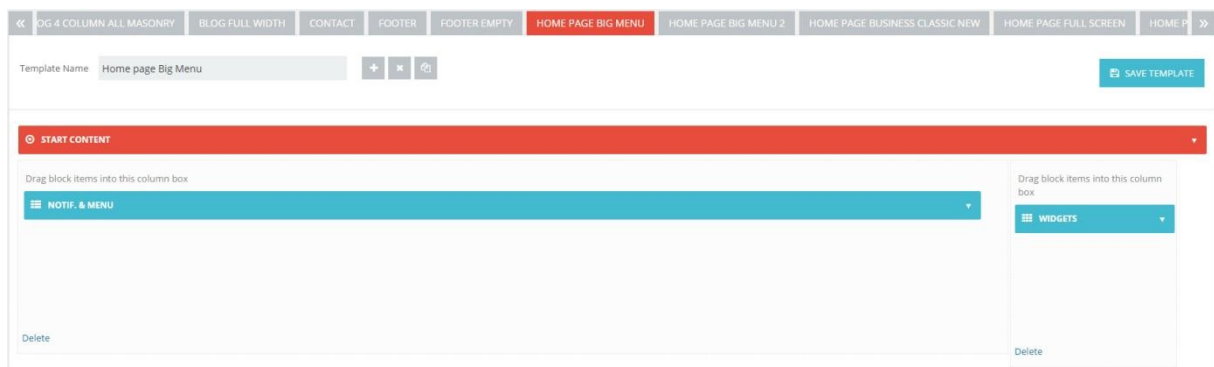 OG 4 COLUMN ALL MASONRY BLOG FULL WIDTH CONTACT FOOTER FOOTER EMPTY HOME PAGE BIG MENU HOME PAGE BIG MENU 2 HOME PAGE BUSINESS CLASSIC NEW HOME PAGE FULL SCREEN HOME P
Template Name Home page Big Menu SAVE TEMPLATE
START CONTENT
Drag block items into this column box
NOTIF. & MENU
Delete
Drag block items into this column
box
WIDGETS
Delete